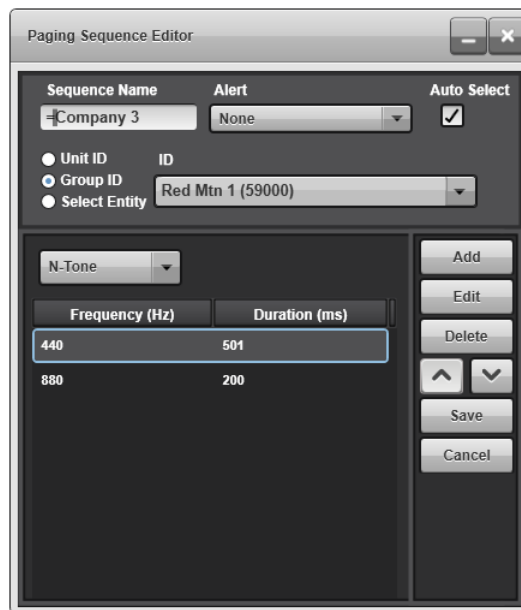 Paging Sequence Editor
Sequence Name Alert Auto Select
=Company 3 None
Unit ID ID
Group ID
Red Mtn 1 (59000)
Select Entity
N-Tone
Add
Edit
Frequency (Hz) Duration (ms)
Delete
440 501
880 200
Save
Cancel